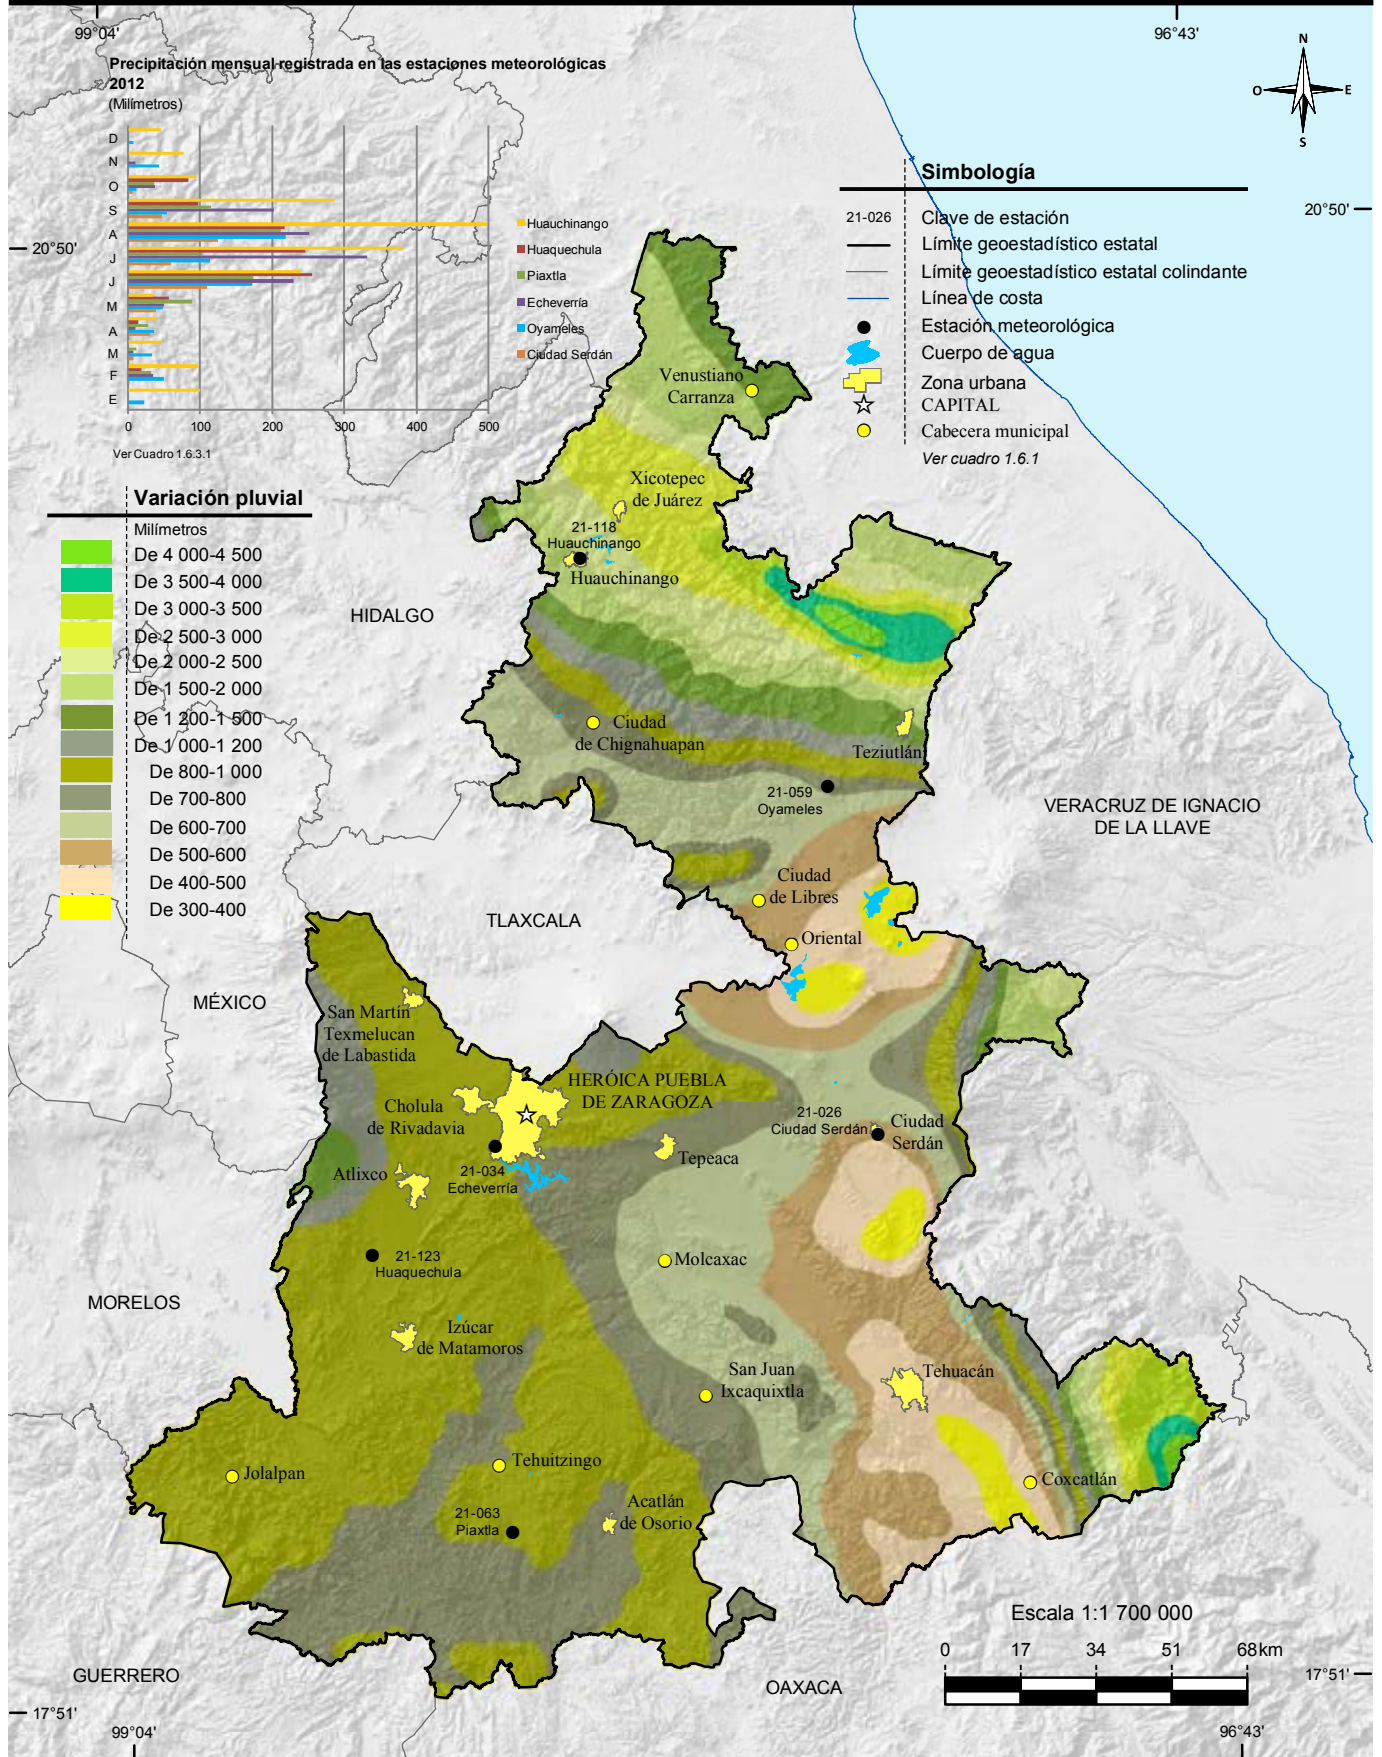 99°04'
96°43'
Precipitación mensual registrada en las estaciones meteorológicas
2012
(Milímetros)
D
N
O
S
A
J
J
M
A
M
F
E
0 100 200 300 400 500
Ver Cuadro 1.6.3.1
Huauchinango
Huaquechula
Piaxtla
Echeverría
Oyameles
Ciudad Serdán
N
O E
S
Simbología
21-026 Clave de estación
Límite geoestadístico estatal
Límite geoestadístico estatal colindante
Línea de costa
Estación meteorológica
Cuerpo de agua
Zona urbana
CAPITAL
Cabecera municipal
Ver cuadro 1.6.1
20°50'
20°50'
Variación pluvial
Milímetros
De 4 000-4 500
De 3 500-4 000
De 3 000-3 500
De 2 500-3 000
De 2 000-2 500
De 1 500-2 000
De 1 200-1 500
De 1 000-1 200
De 800-1 000
De 700-800
De 600-700
De 500-600
De 400-500
De 300-400
Venustiano
Carranza
Xicotepec
de Juárez
21-118
Huauchinango
Huauchinango
HIDALGO
Ciudad
de Chignahuapan
Teziutlán
21-059
Oyameles
VERACRUZ DE IGNACIO
DE LA LLAVE
Ciudad
de Libres
Oriental
TLAXCALA
MÉXICO
San Martín
Texmelucan
de Labastida
HERÓICA PUEBLA
DE ZARAGOZA
Cholula
de Rivadavia
21-026
Ciudad Serdán
Ciudad
Serdán
Tepeaca
Atlixco
21-034
Echeverría
21-123
Huaquechula
Molcaxac
MORELOS
Izúcar
de Matamoros
San Juan
Ixcaquixtla
Tehuacán
Jolalpan
Tehuitzingo
Coxcatlán
21-063
Piaxtla
Acatlán
de Osorio
Escala 1:1 700 000
0 17 34 51 68 km
GUERRERO
OAXACA
17°51'
17°51'
99°04'
96°43'